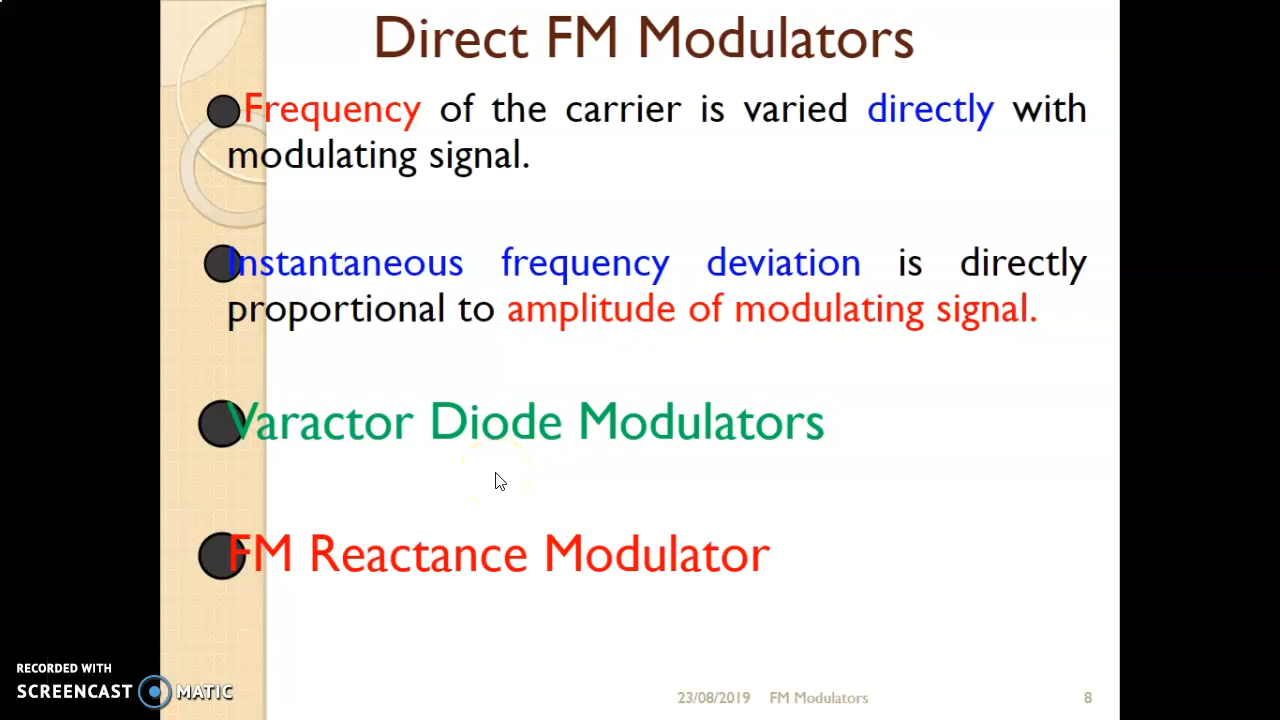 Direct FM Modulators
Frequency of the carrier is varied directly with
modulating signal.
Instantaneous frequency deviation is directly
proportional to amplitude of modulating signal.
Varactor Diode Modulators
FM Reactance Modulator
RECORDED WITH
SCREENCAST MATIC
23/08/2019 FM Modulators 8